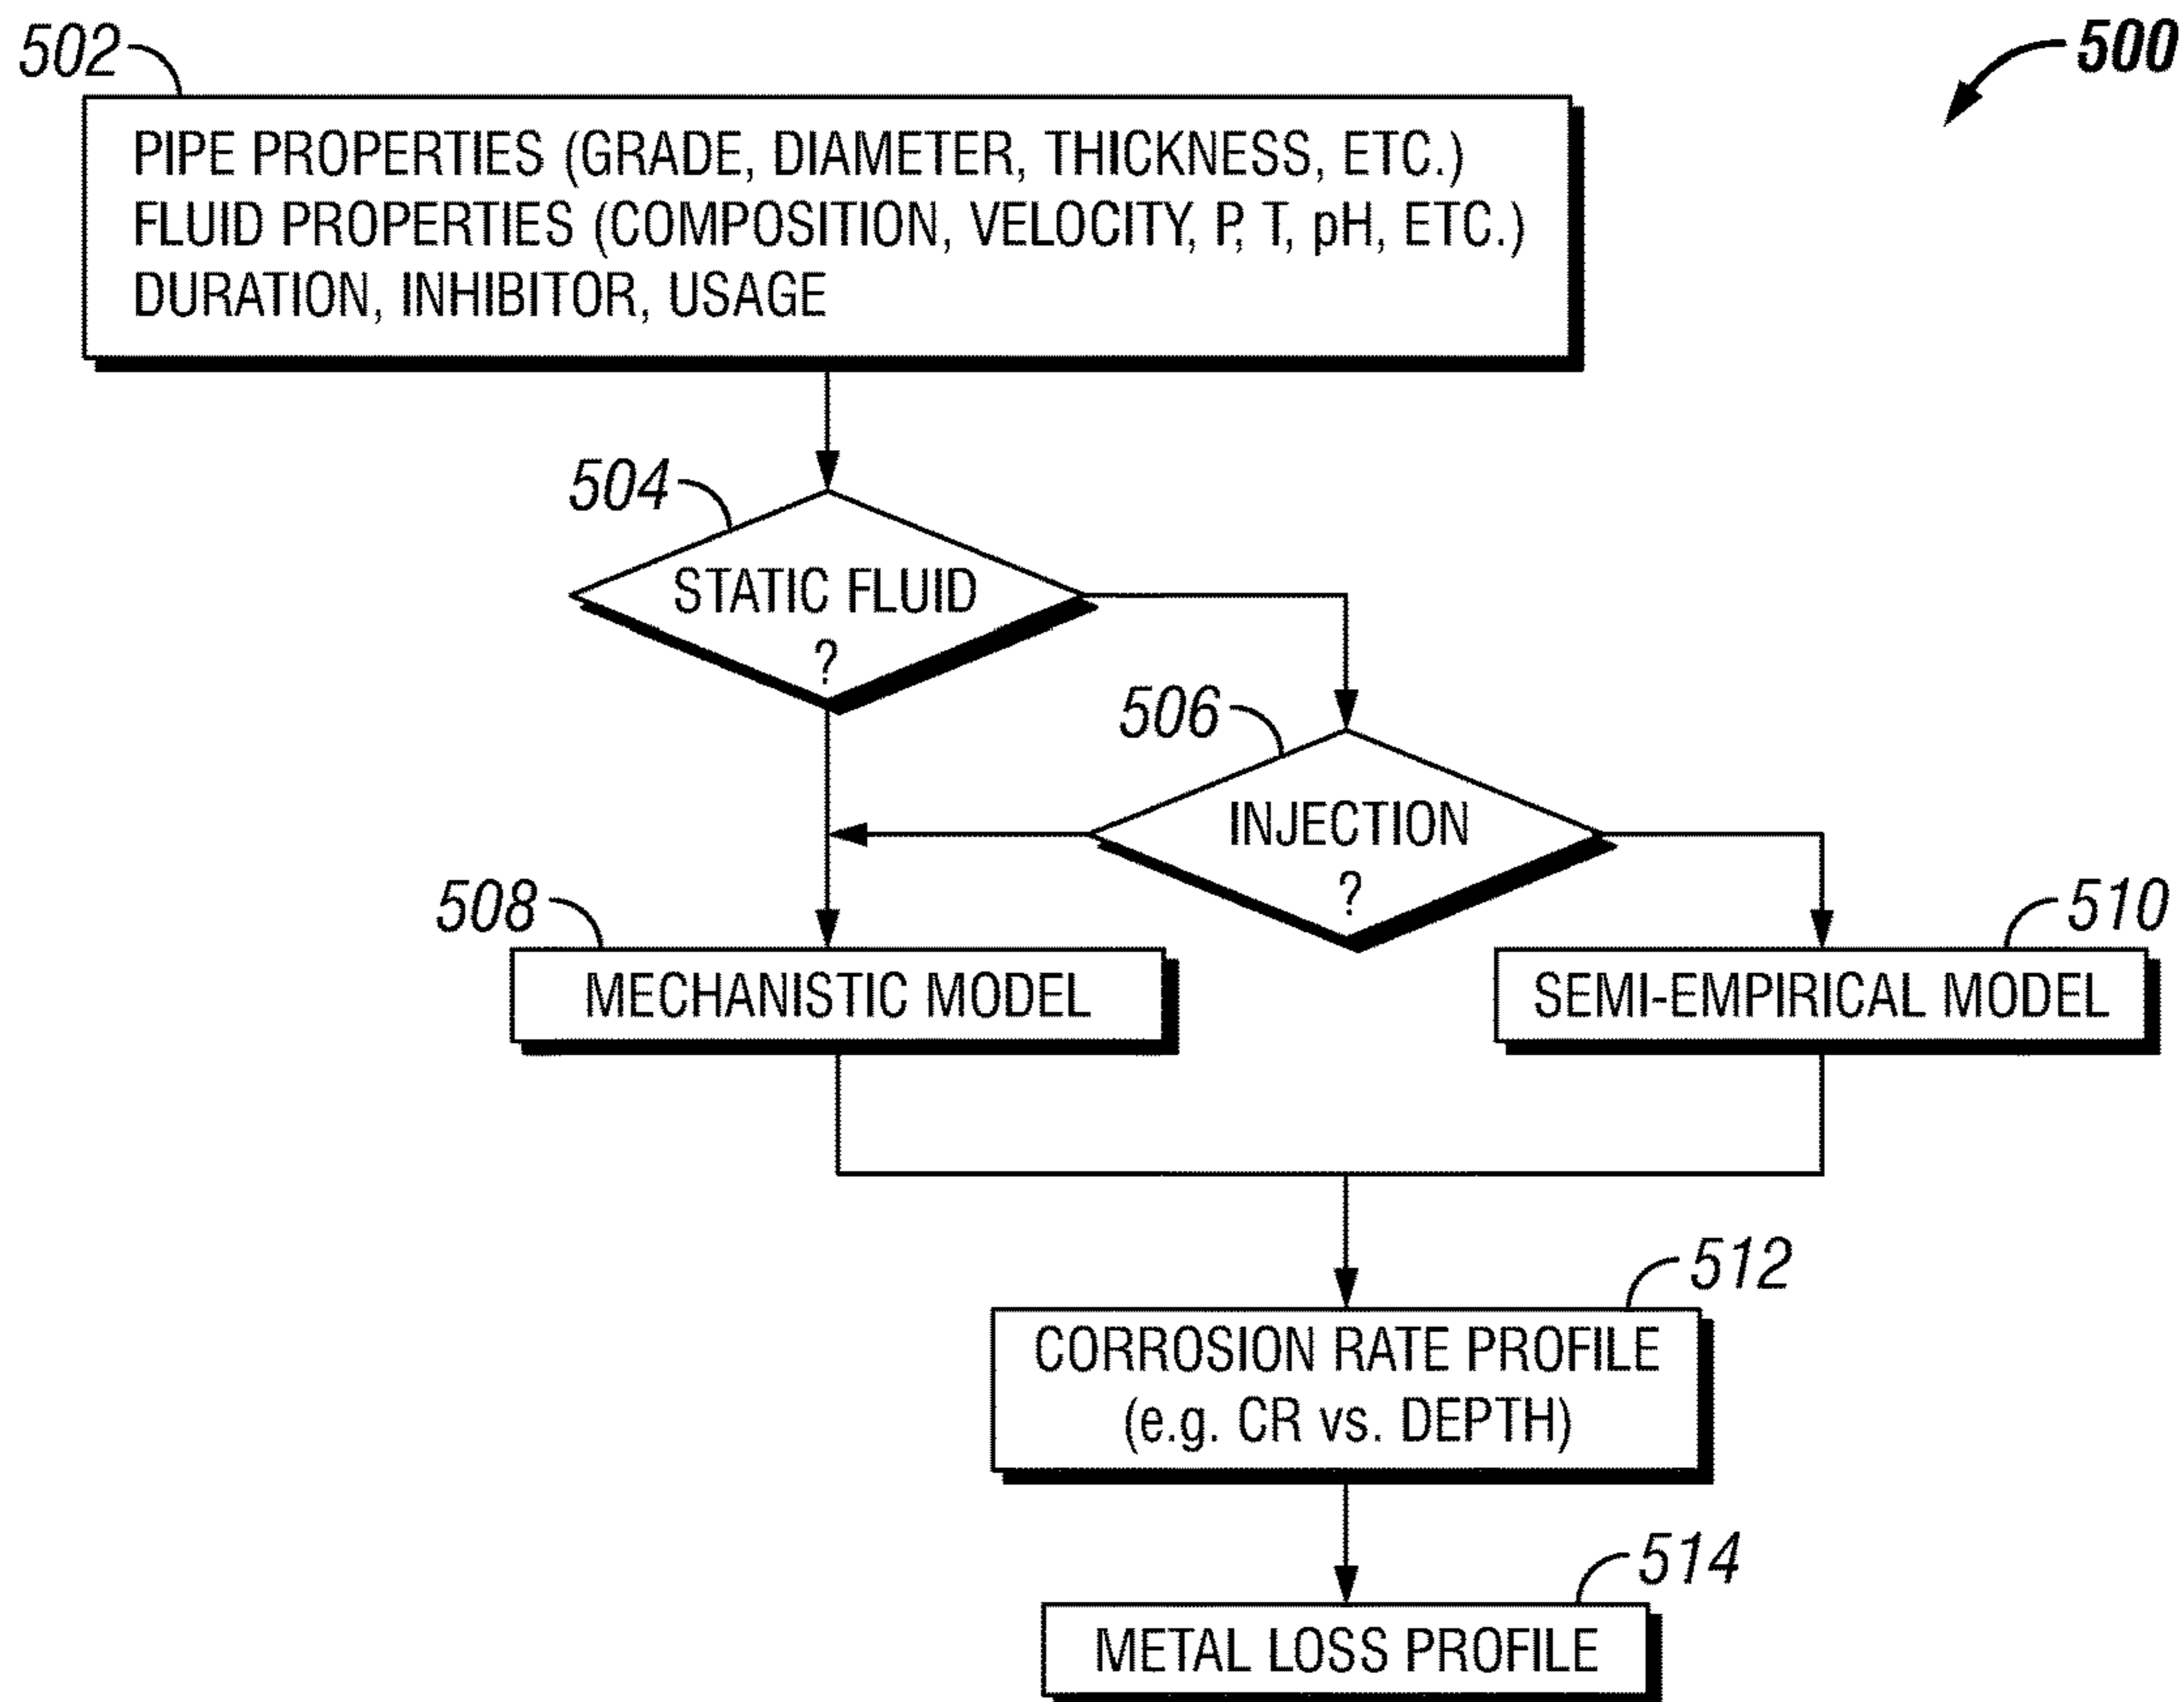 502
500
PIPE PROPERTIES (GRADE, DIAMETER, THICKNESS, ETC.)
FLUID PROPERTIES (COMPOSITION, VELOCITY, P, T, pH, ETC.)
DURATION, INHIBITOR, USAGE
504
STATIC FLUID
?
506
INJECTION
?
508
MECHANISTIC MODEL
510
SEMI-EMPIRICAL MODEL
512
CORROSION RATE PROFILE
(e.g. CR vs. DEPTH)
514
METAL LOSS PROFILE